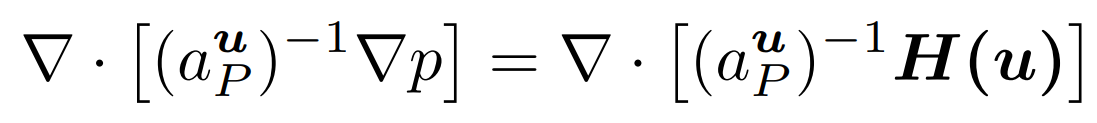 ∇ · [(a_P^𝒖)^{−1}∇p] = ∇ · [(a_P^𝒖)^{−1}𝑯(𝒖)]